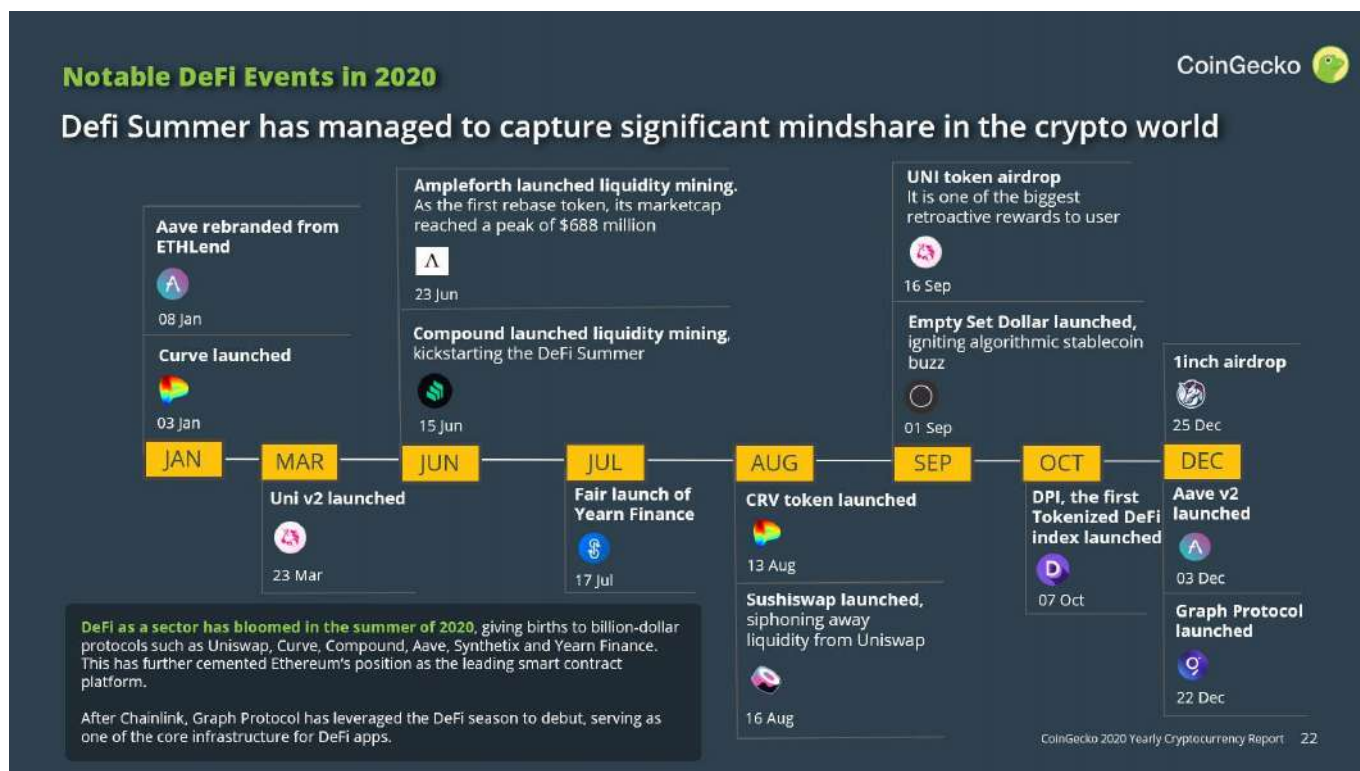 Notable DeFi Events in 2020
CoinGecko
Defi Summer has managed to capture significant mindshare in the crypto world
Aave rebranded from
ETHLend
08 Jan
Curve launched
03 Jan
Ampleforth launched liquidity mining.
As the first rebase token, its marketcap
reached a peak of $688 million
Λ
23 Jun
Compound launched liquidity mining,
kickstarting the DeFi Summer
15 Jun
UNI token airdrop
It is one of the biggest
retroactive rewards to user
16 Sep
Empty Set Dollar launched,
igniting algorithmic stablecoin
buzz
01 Sep
1inch airdrop
25 Dec
JAN
MAR
JUN
JUL
AUG
SEP
OCT
DEC
Uni v2 launched
23 Mar
Fair launch of
Yearn Finance
17 Jul
CRV token launched
13 Aug
Sushiswap launched,
siphoning away
liquidity from Uniswap
16 Aug
DPI, the first
Tokenized DeFi
index launched
D
07 Oct
Aave v2
launched
03 Dec
Graph Protocol
launched
22 Dec
DeFi as a sector has bloomed in the summer of 2020, giving births to billion-dollar
protocols such as Uniswap, Curve, Compound, Aave, Synthetix and Yearn Finance.
This has further cemented Ethereum's position as the leading smart contract
platform.
After Chainlink, Graph Protocol has leveraged the DeFi season to debut, serving as
one of the core infrastructure for DeFi apps.
CoinGecko 2020 Yearly Cryptocurrency Report 22